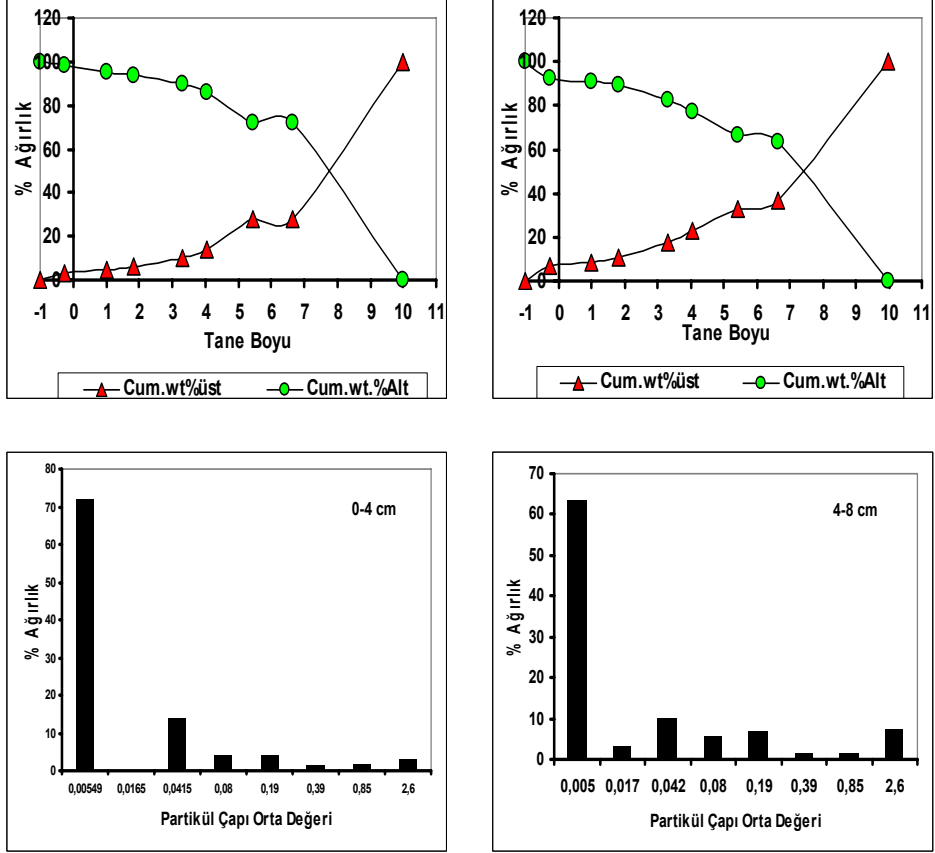 120
100
80
60
40
20
0
-1 0 1 2 3 4 5 6 7 8 9 10 11
% Ağırlık
Tane Boyu
Cum.wt%üst Cum.wt.%Alt
120
100
80
60
40
20
0
-1 0 1 2 3 4 5 6 7 8 9 10 11
% Ağırlık
Tane Boyu
Cum.wt%üst Cum.wt.%Alt
80
70
60
50
40
30
20
10
0
0,00549 0,0165 0,0415 0,08 0,19 0,39 0,85 2,6
% Ağırlık
0-4 cm
Partikül Çapı Orta Değeri
70
60
50
40
30
20
10
0
0,005 0,017 0,042 0,08 0,19 0,39 0,85 2,6
% Ağırlık
4-8 cm
Partikül Çapı Orta Değeri